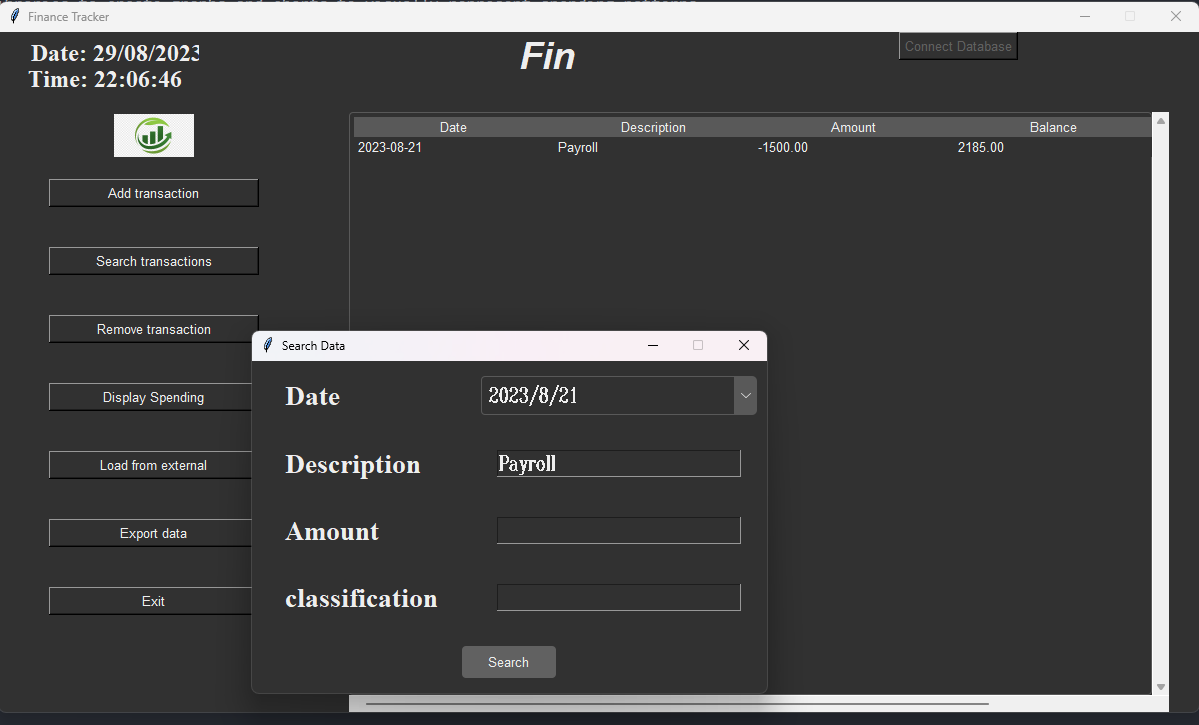 Finance Tracker
Date: 29/08/2023
Time: 22:06:46
Fin
Connect Database
Date Description Amount Balance
2023-08-21 Payroll -1500.00 2185.00
Add transaction
Search transactions
Remove transaction
Display Spending
Load from external
Export data
Exit
Search Data
Date 2023/8/21
Description Payroll
Amount
classification
Search